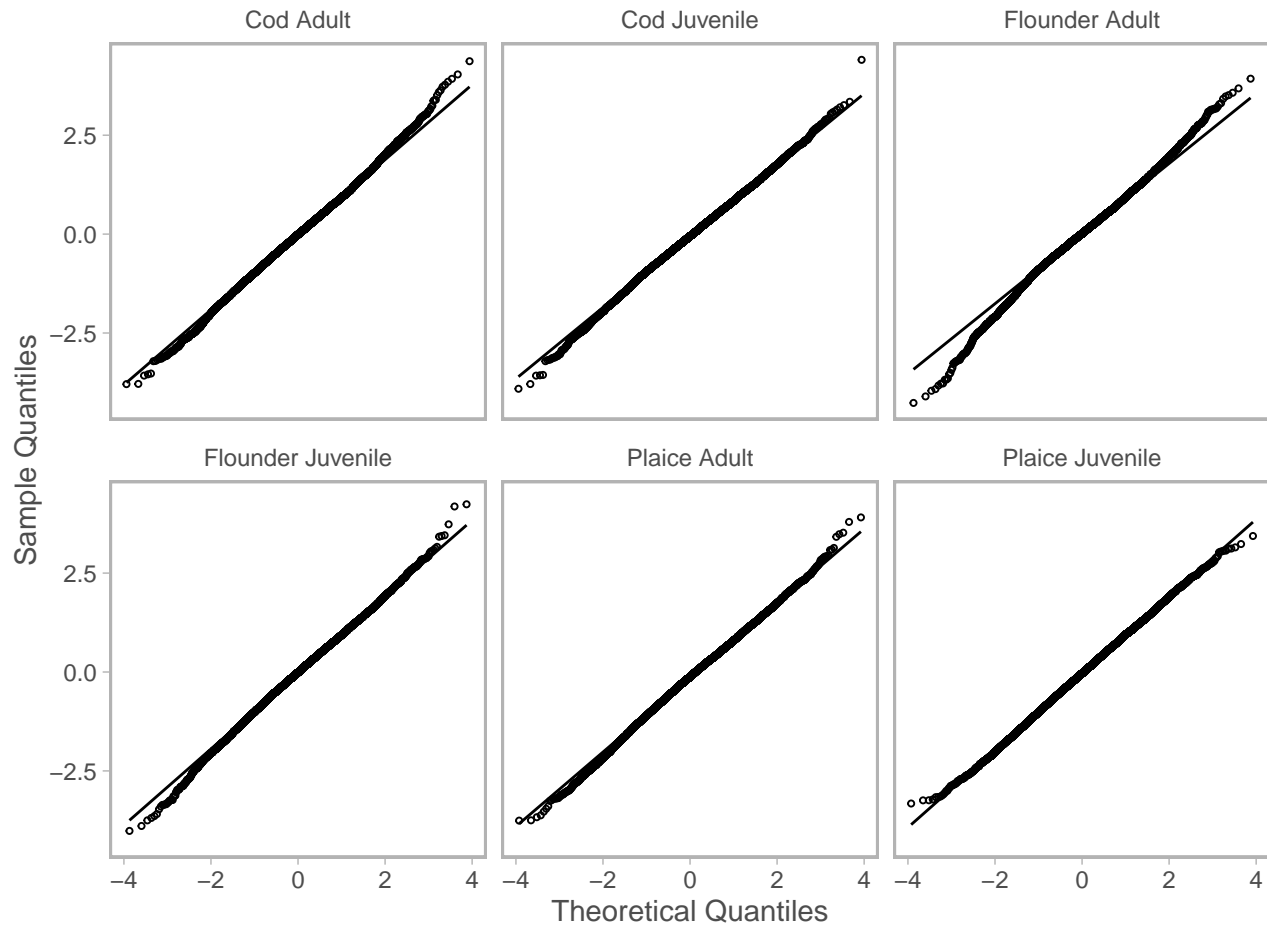 Cod Adult
Cod Juvenile
Flounder Adult
2.5
0.0
−2.5
Flounder Juvenile
Plaice Adult
Plaice Juvenile
2.5
0.0
−2.5
−4 −2 0 2 4
−4 −2 0 2 4
−4 −2 0 2 4
Sample Quantiles
Theoretical Quantiles